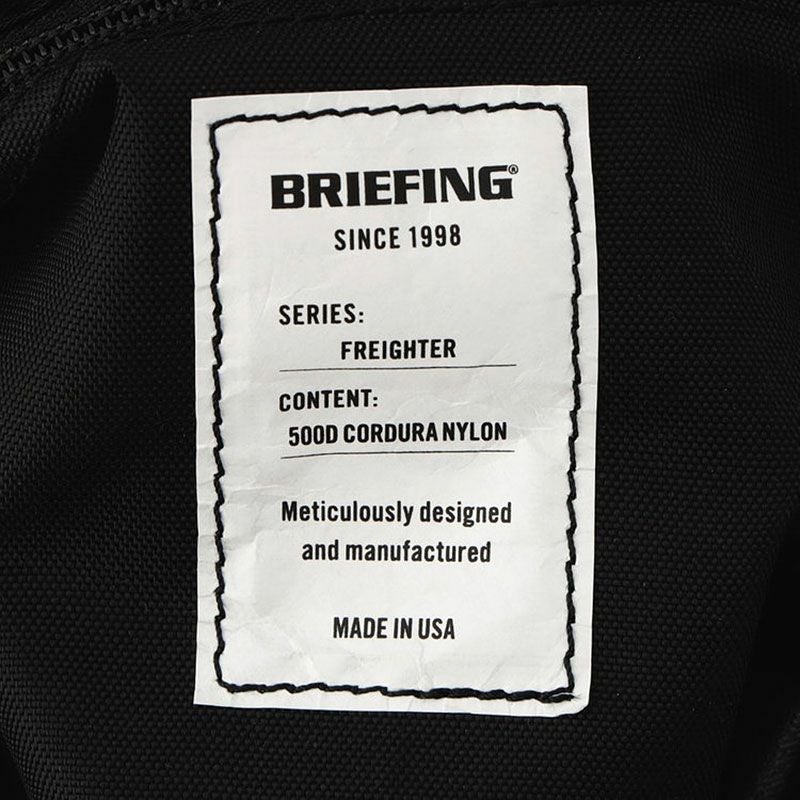 BRIEFING®
SINCE 1998
SERIES:
FREIGHTER
CONTENT:
500D CORDURA NYLON
Meticulously designed
and manufactured
MADE IN USA